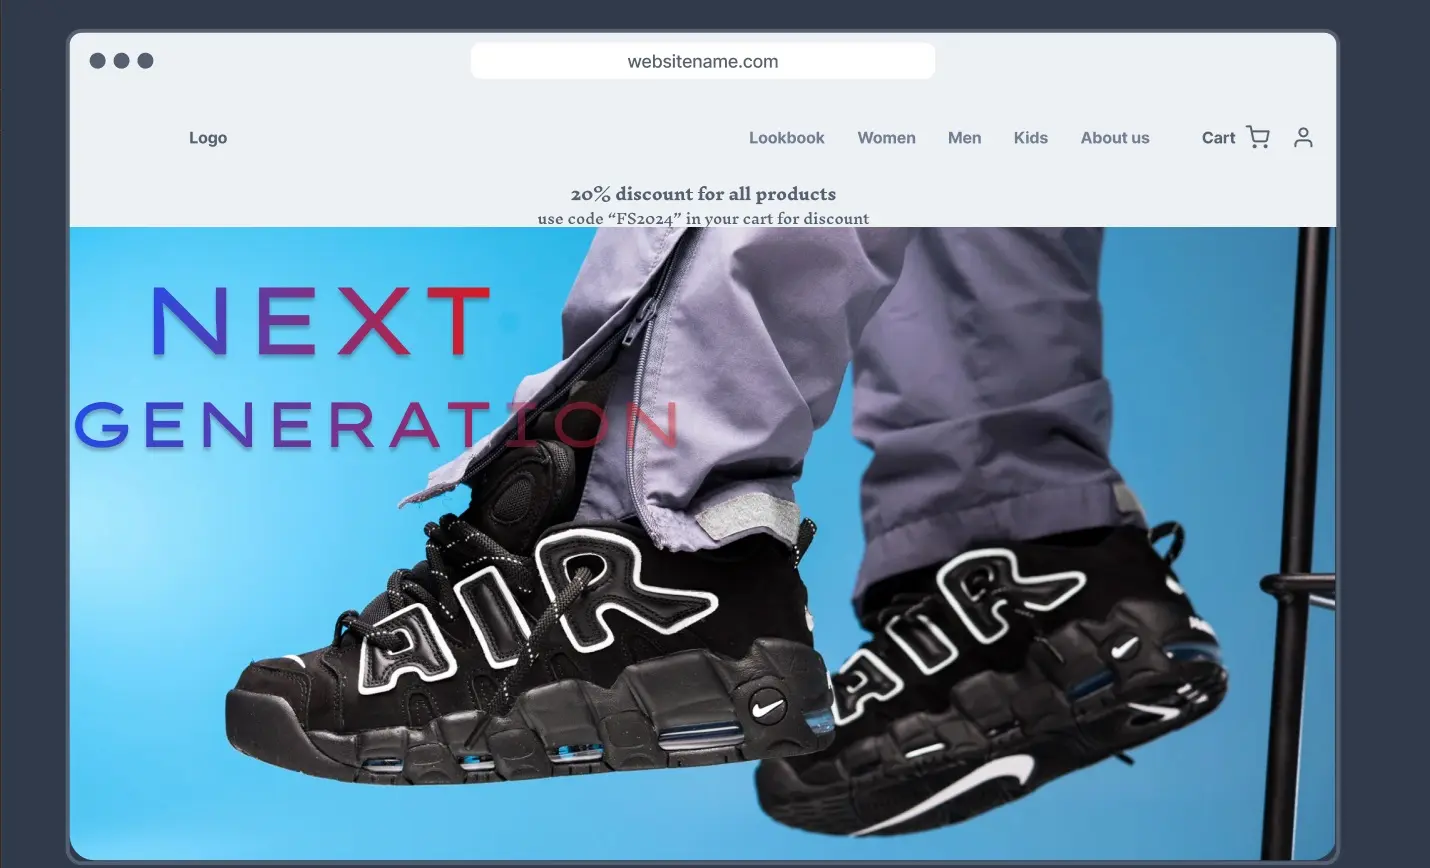 websitename.com
Logo
Lookbook Women Men Kids About us Cart
20% discount for all products
use code “FS2024” in your cart for discount
NEXT
GENERATION
AIR
AIR